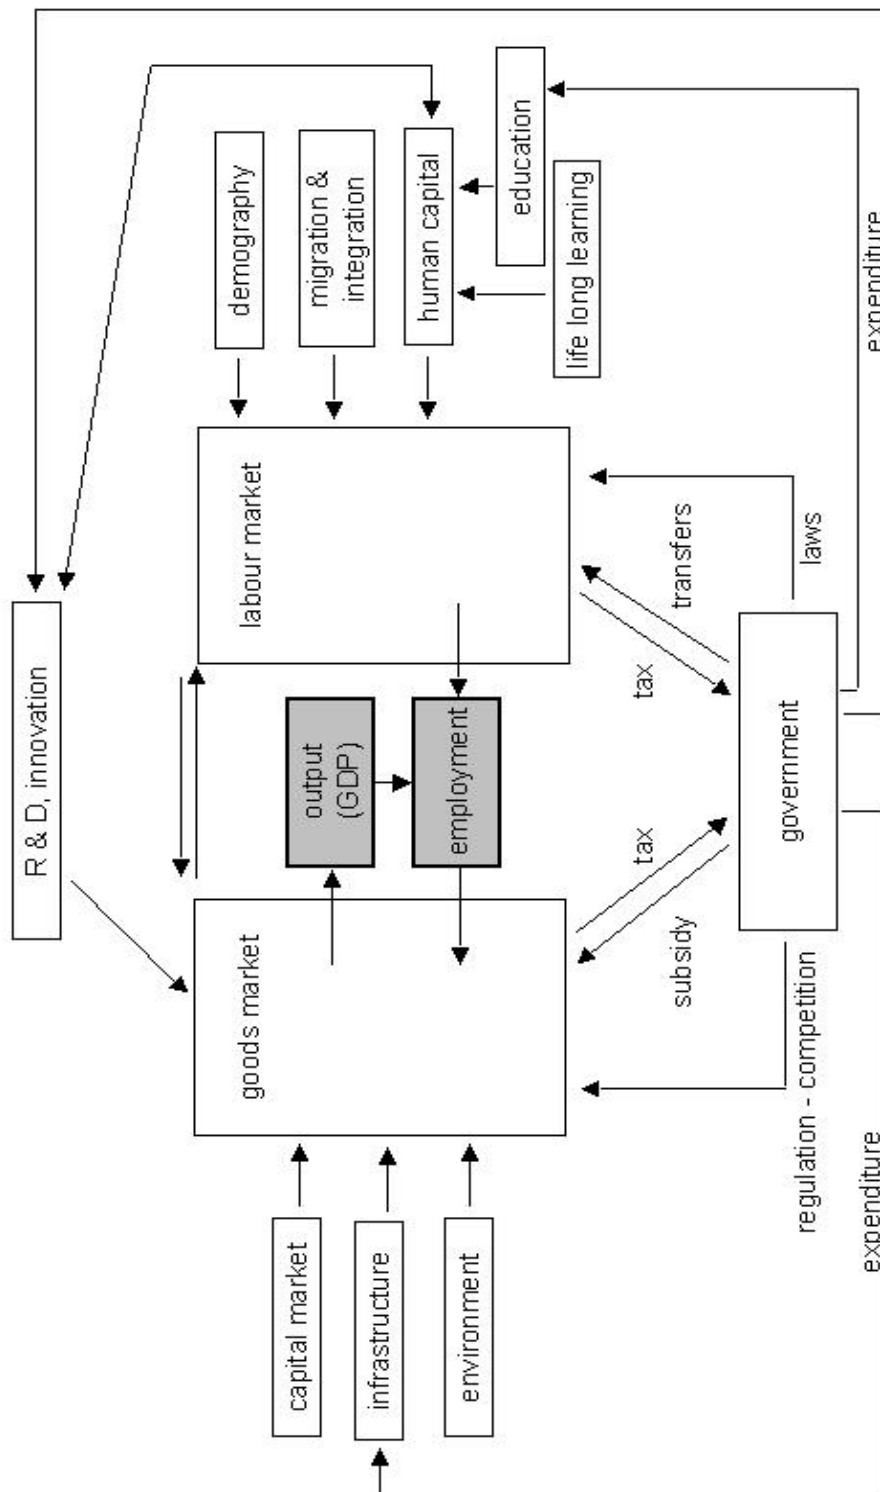 R & D, innovation
demography
migration &
integration
human capital
education
life long learning
labour market
goods market
output
(GDP)
employment
capital market
infrastructure
environment
subsidy
tax
tax
transfers
laws
government
regulation - competition
expenditure
expenditure